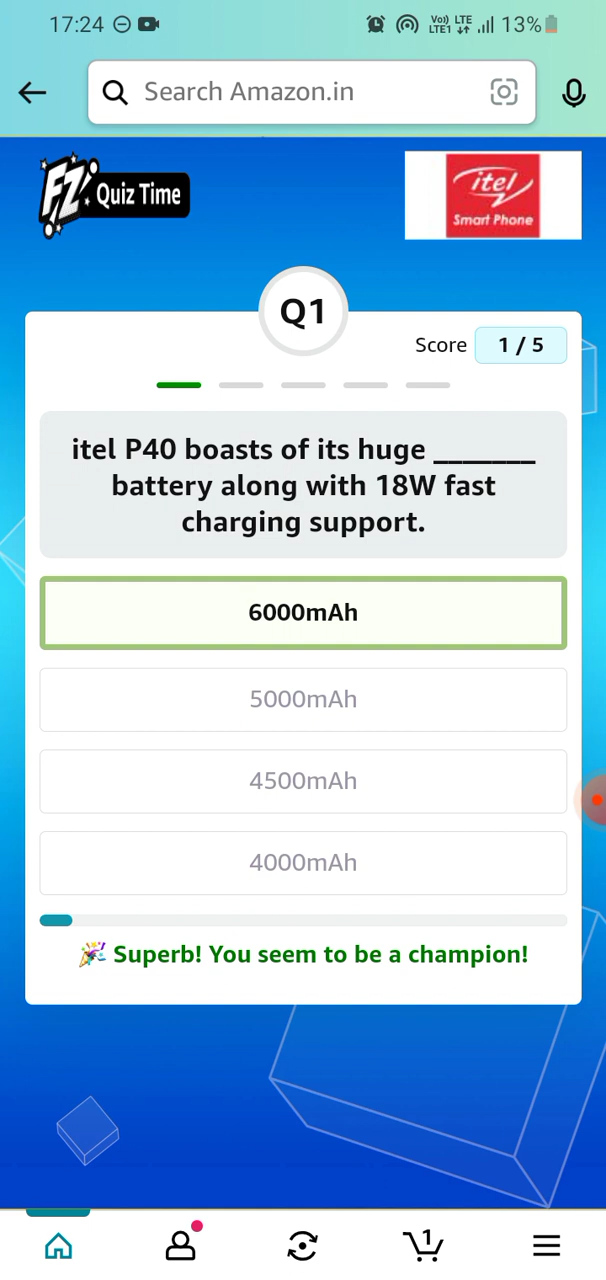 17:24
Vo)) LTE
LTE1
13%
Search Amazon.in
FZ Quiz Time
itel
Smart Phone
Q1
Score 1 / 5
itel P40 boasts of its huge _______
battery along with 18W fast
charging support.
6000mAh
5000mAh
4500mAh
4000mAh
🎉 Superb! You seem to be a champion!
1